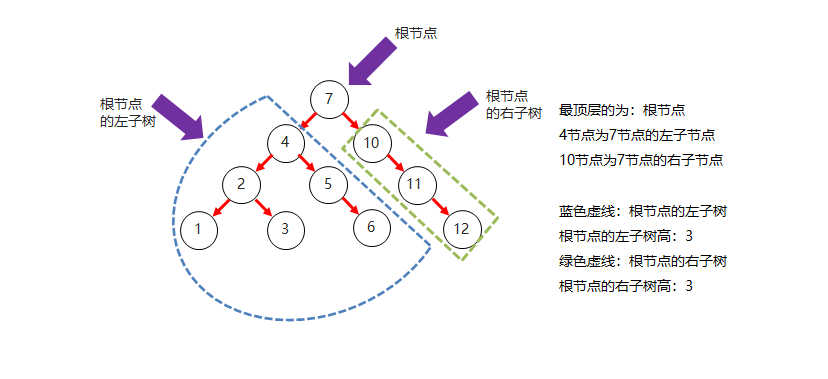 根节点
根节点
的左子树
根节点
的右子树
7
4
10
2
5
11
1
3
6
12
最顶层的为：根节点
4节点为7节点的左子节点
10节点为7节点的右子节点
蓝色虚线：根节点的左子树
根节点的左子树高：3
绿色虚线：根节点的右子树
根节点的右子树高：3